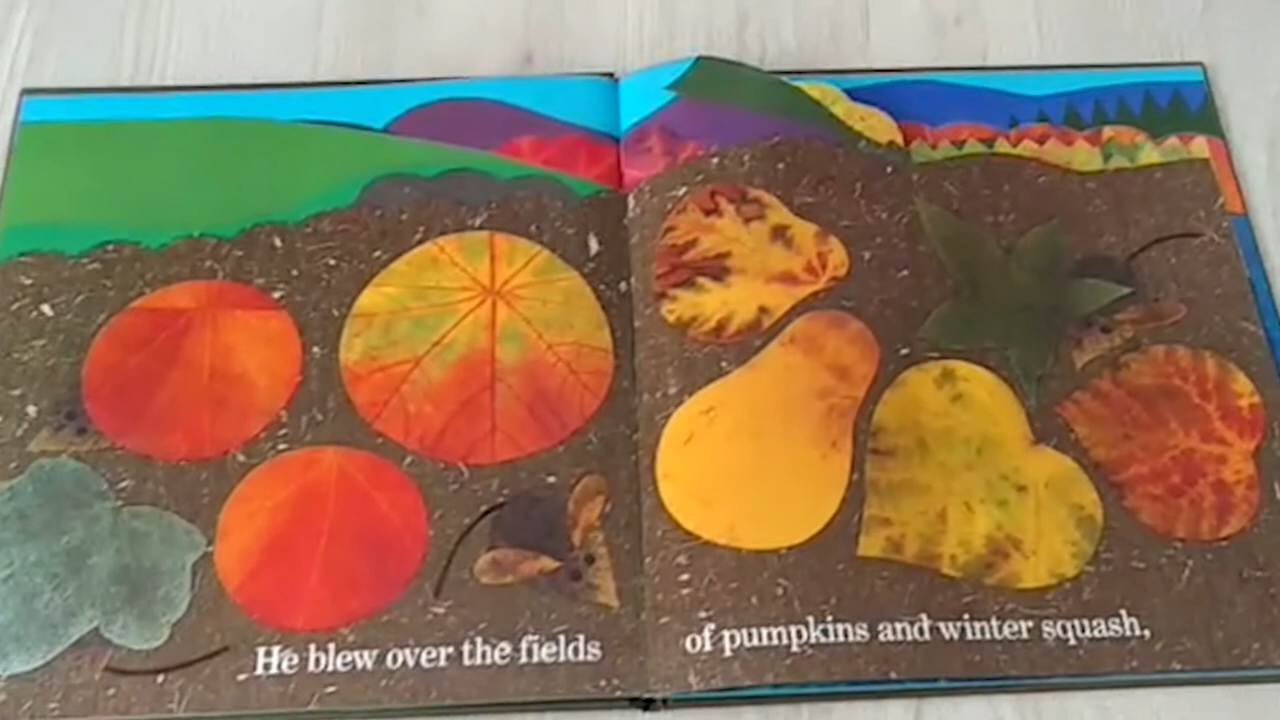 He blew over the fields
of pumpkins and winter squash,